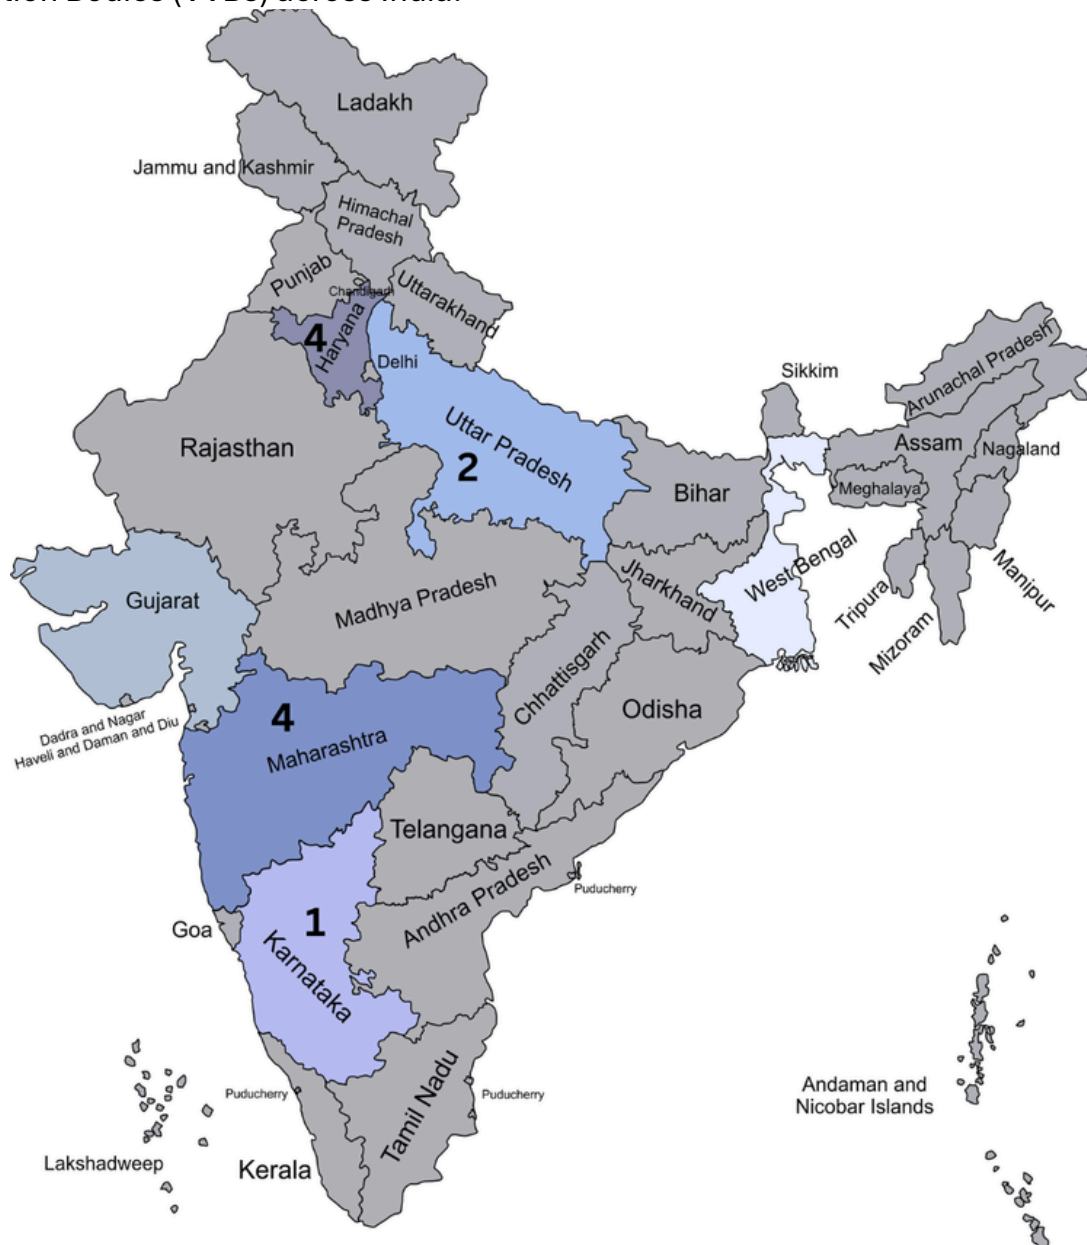 Bodies
across India.
Ladakh
Jammu and Kashmir
Himachal
Pradesh
Punjab
Chandigarh
Uttarakhand
4
Haryana
Delhi
Sikkim
Arunachal Pradesh
Rajasthan
Uttar Pradesh
2
Bihar
Assam
Nagaland
Meghalaya
Gujarat
Madhya Pradesh
Jharkhand
West Bengal
Tripura
Mizoram
Manipur
Chhattisgarh
Odisha
Dadra and Nagar
Haveli and Daman and Diu
4
Maharashtra
Telangana
Andhra Pradesh
Puducherry
Goa
1
Karnataka
Puducherry
Tamil Nadu
Puducherry
Andaman and
Nicobar Islands
Lakshadweep
Kerala